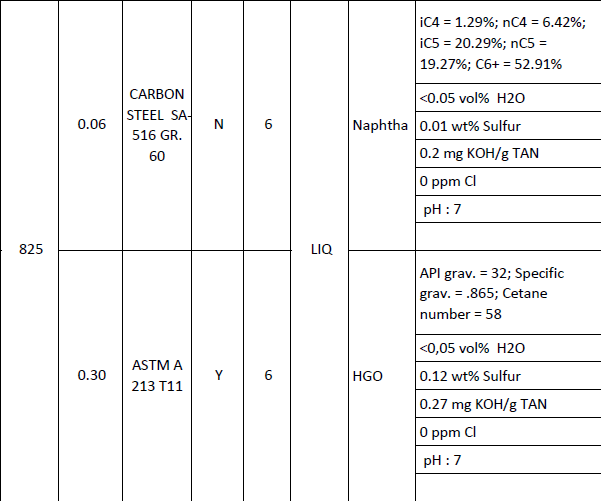 iC4 = 1.29%; nC4 = 6.42%;
iC5 = 20.29%; nC5 =
19.27%; C6+ = 52.91%
<0.05 vol% H2O
0.01 wt% Sulfur
0.2 mg KOH/g TAN
0 ppm Cl
pH : 7
0.06
CARBON
STEEL SA-
516 GR.
60
N
6
Naphtha
825
LIQ
API grav. = 32; Specific
grav. = .865; Cetane
number = 58
<0,05 vol% H2O
0.12 wt% Sulfur
0.27 mg KOH/g TAN
0 ppm Cl
pH : 7
0.30
ASTM A
213 T11
Y
6
HGO